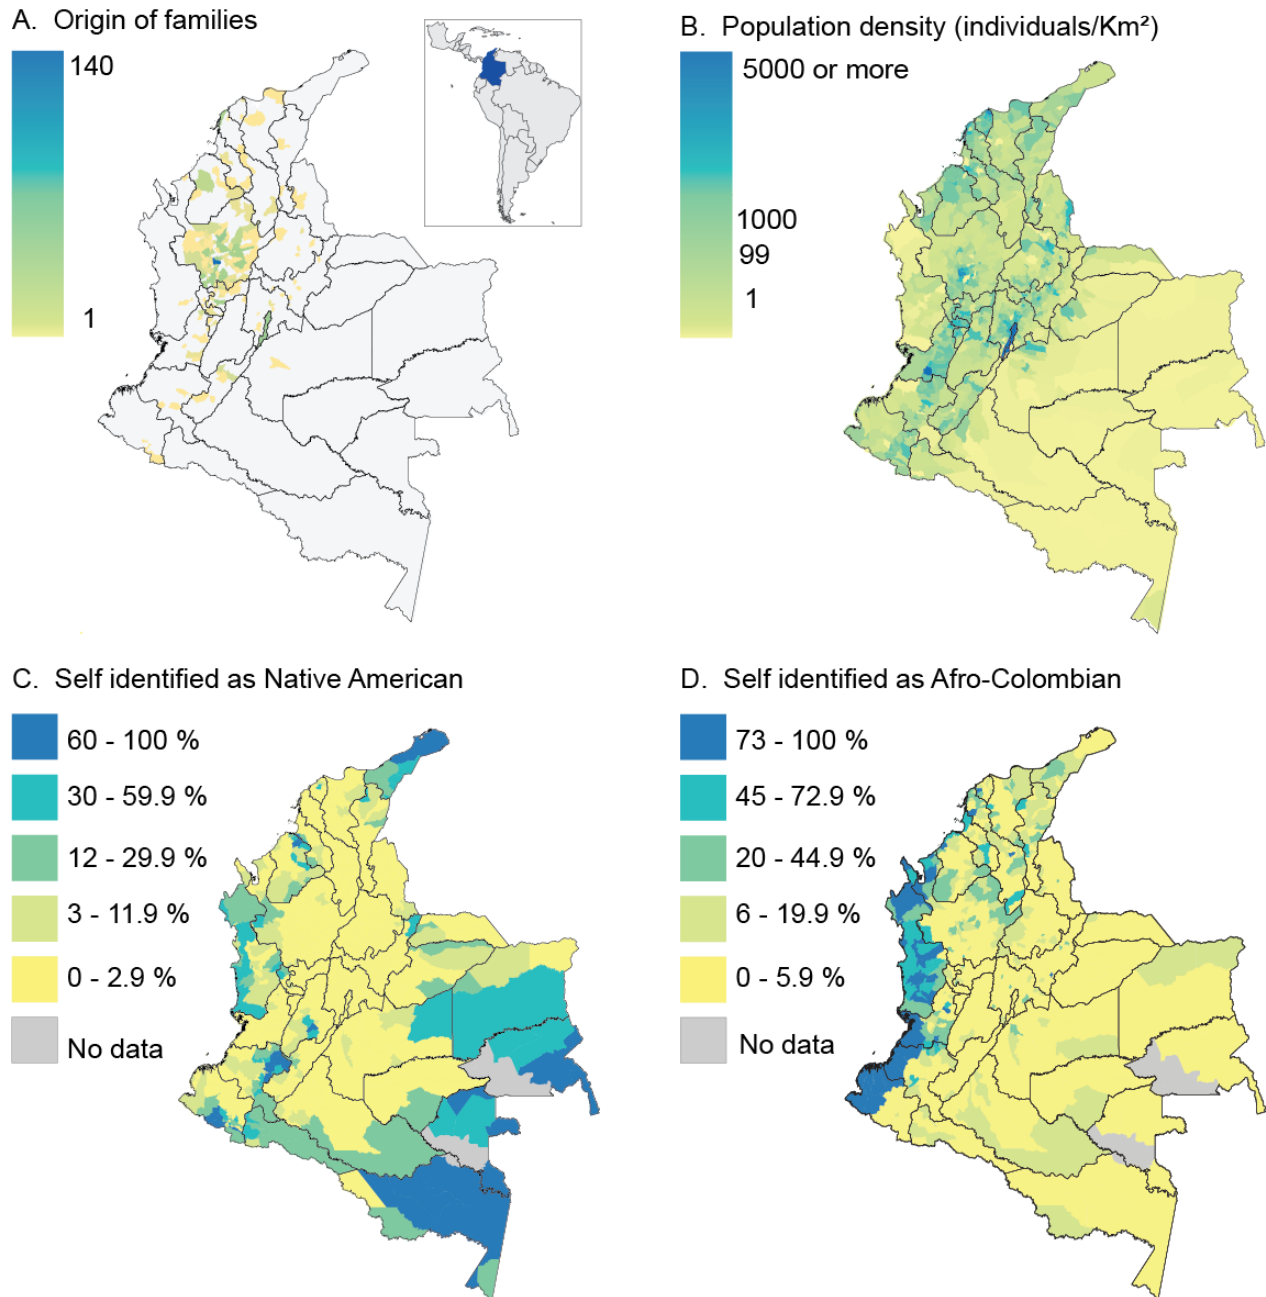 A. Origin of families
140
1
B. Population density (individuals/Km²)
5000 or more
1000
99
1
C. Self identified as Native American
60 - 100 %
30 - 59.9 %
12 - 29.9 %
3 - 11.9 %
0 - 2.9 %
No data
D. Self identified as Afro-Colombian
73 - 100 %
45 - 72.9 %
20 - 44.9 %
6 - 19.9 %
0 - 5.9 %
No data